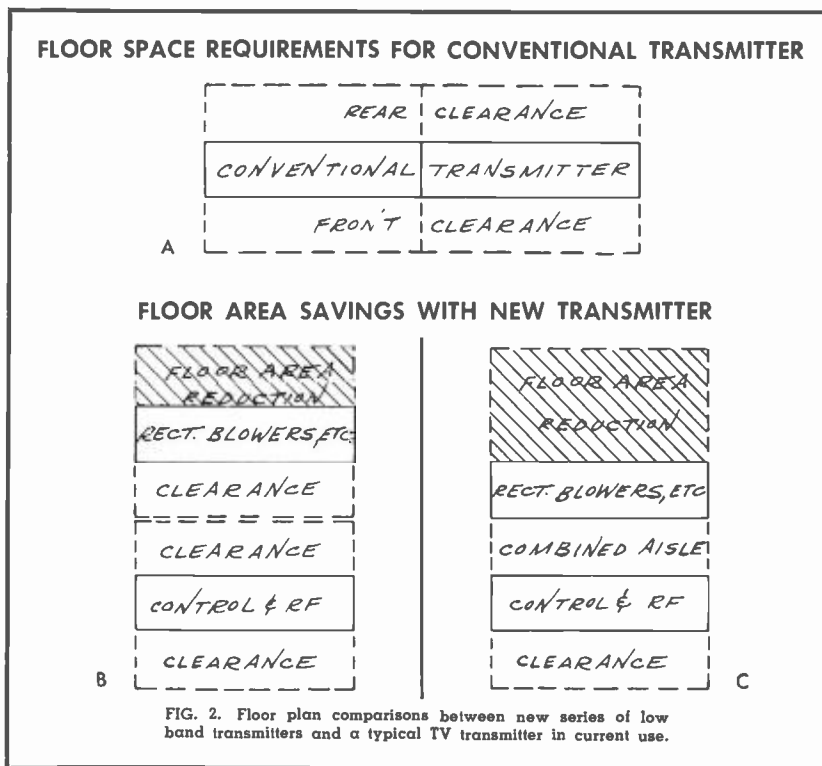 FLOOR SPACE REQUIREMENTS FOR CONVENTIONAL TRANSMITTER
REAR CLEARANCE
CONVENTIONAL TRANSMITTER
FRONT CLEARANCE
A
FLOOR AREA SAVINGS WITH NEW TRANSMITTER
FLOOR AREA
REDUCTION
RECT. BLOWERS, ETC.
CLEARANCE
CLEARANCE
CONTROL & RF
CLEARANCE
B
FLOOR AREA
REDUCTION
RECT. BLOWERS, ETC
COMBINED AISLE
CONTROL & RF
CLEARANCE
C
FIG. 2. Floor plan comparisons between new series of low
band transmitters and a typical TV transmitter in current use.